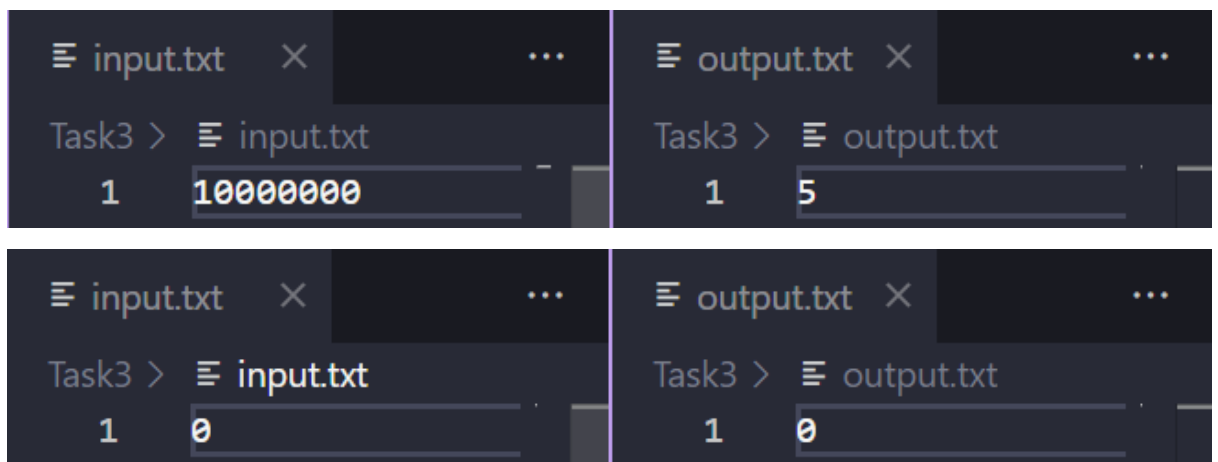 input.txt × ... output.txt × ...
Task3 > input.txt Task3 > output.txt
1 10000000 1 5
input.txt × ... output.txt × ...
Task3 > input.txt Task3 > output.txt
1 0 1 0